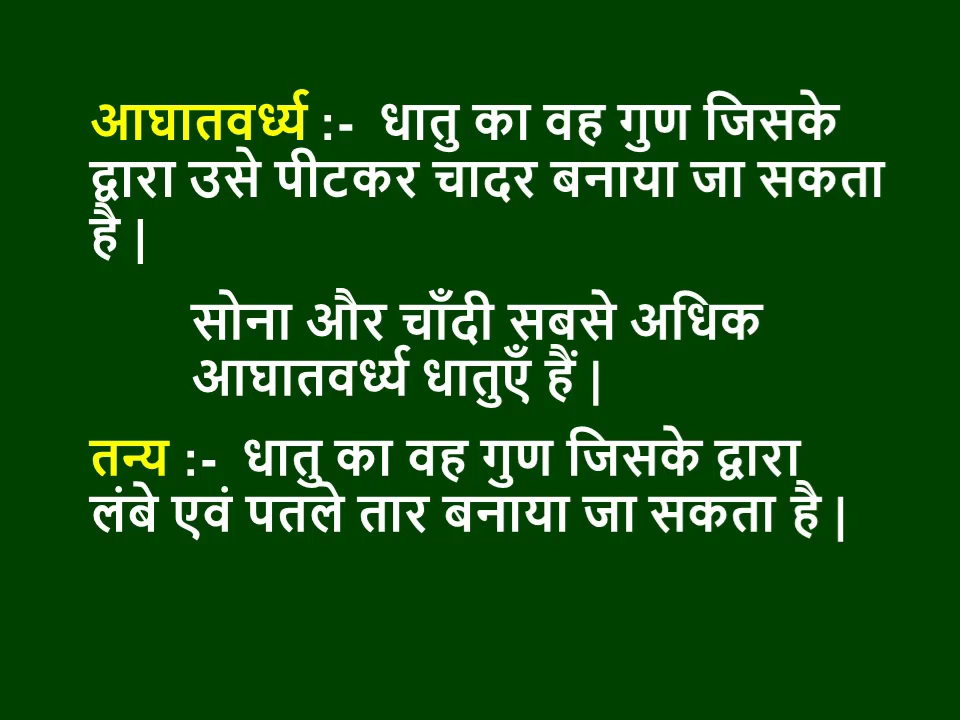 आघातवर्ध्य :- धातु का वह गुण जिसके
द्वारा उसे पीटकर चादर बनाया जा सकता
है |
सोना और चाँदी सबसे अधिक
आघातवर्ध्य धातुएँ हैं |
तन्य :- धातु का वह गुण जिसके द्वारा
लंबे एवं पतले तार बनाया जा सकता है |